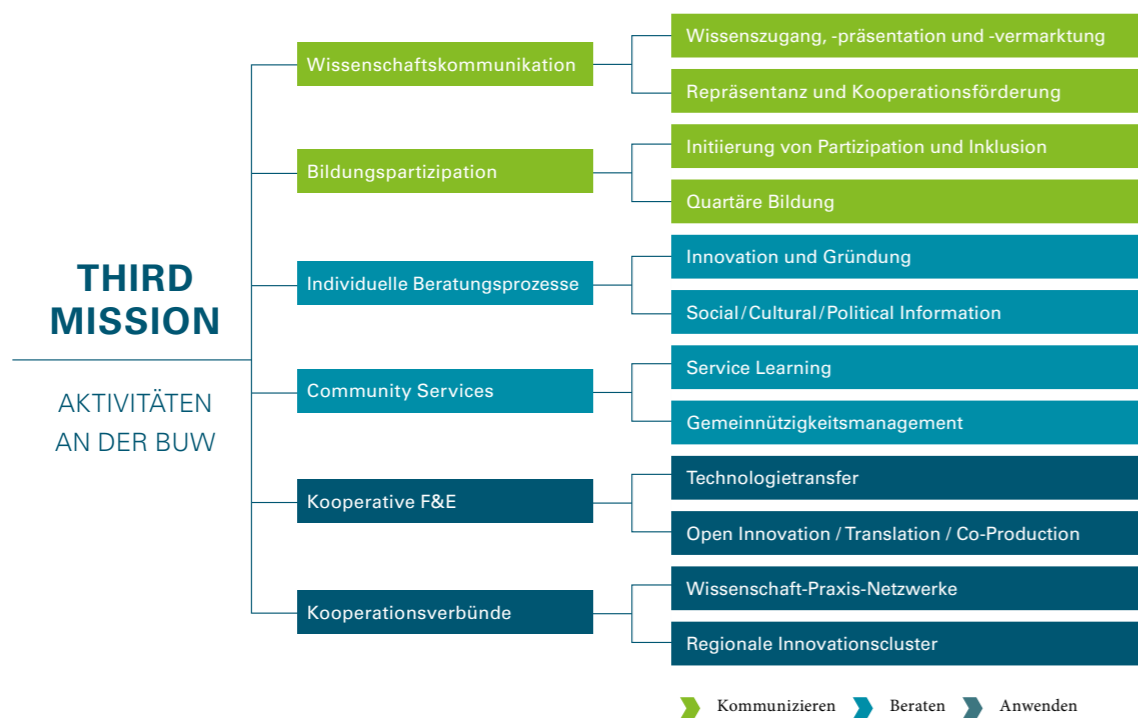 THIRD
MISSION
AKTIVITÄTEN
AN DER BUW
Wissenschaftskommunikation
Wissenszugang, -präsentation und -vermarktung
Repräsentanz und Kooperationsförderung
Bildungspartizipation
Initiierung von Partizipation und Inklusion
Quartäre Bildung
Individuelle Beratungsprozesse
Innovation und Gründung
Social/Cultural/Political Information
Community Services
Service Learning
Gemeinnützigkeitsmanagement
Kooperative F&E
Technologietransfer
Open Innovation / Translation / Co-Production
Kooperationsverbünde
Wissenschaft-Praxis-Netzwerke
Regionale Innovationscluster
Kommunizieren Beraten Anwenden